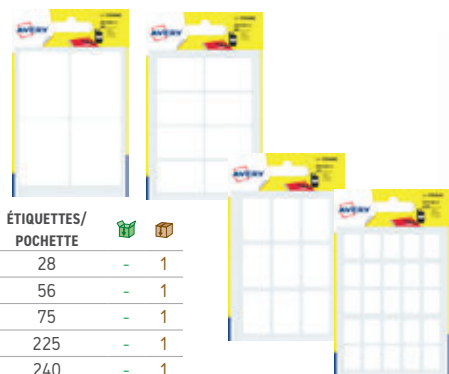 AVERY
AVERY
AVERY
AVERY
ÉTIQUETTES/
POCHETTE
28 - 1
56 - 1
75 - 1
225 - 1
240 - 1